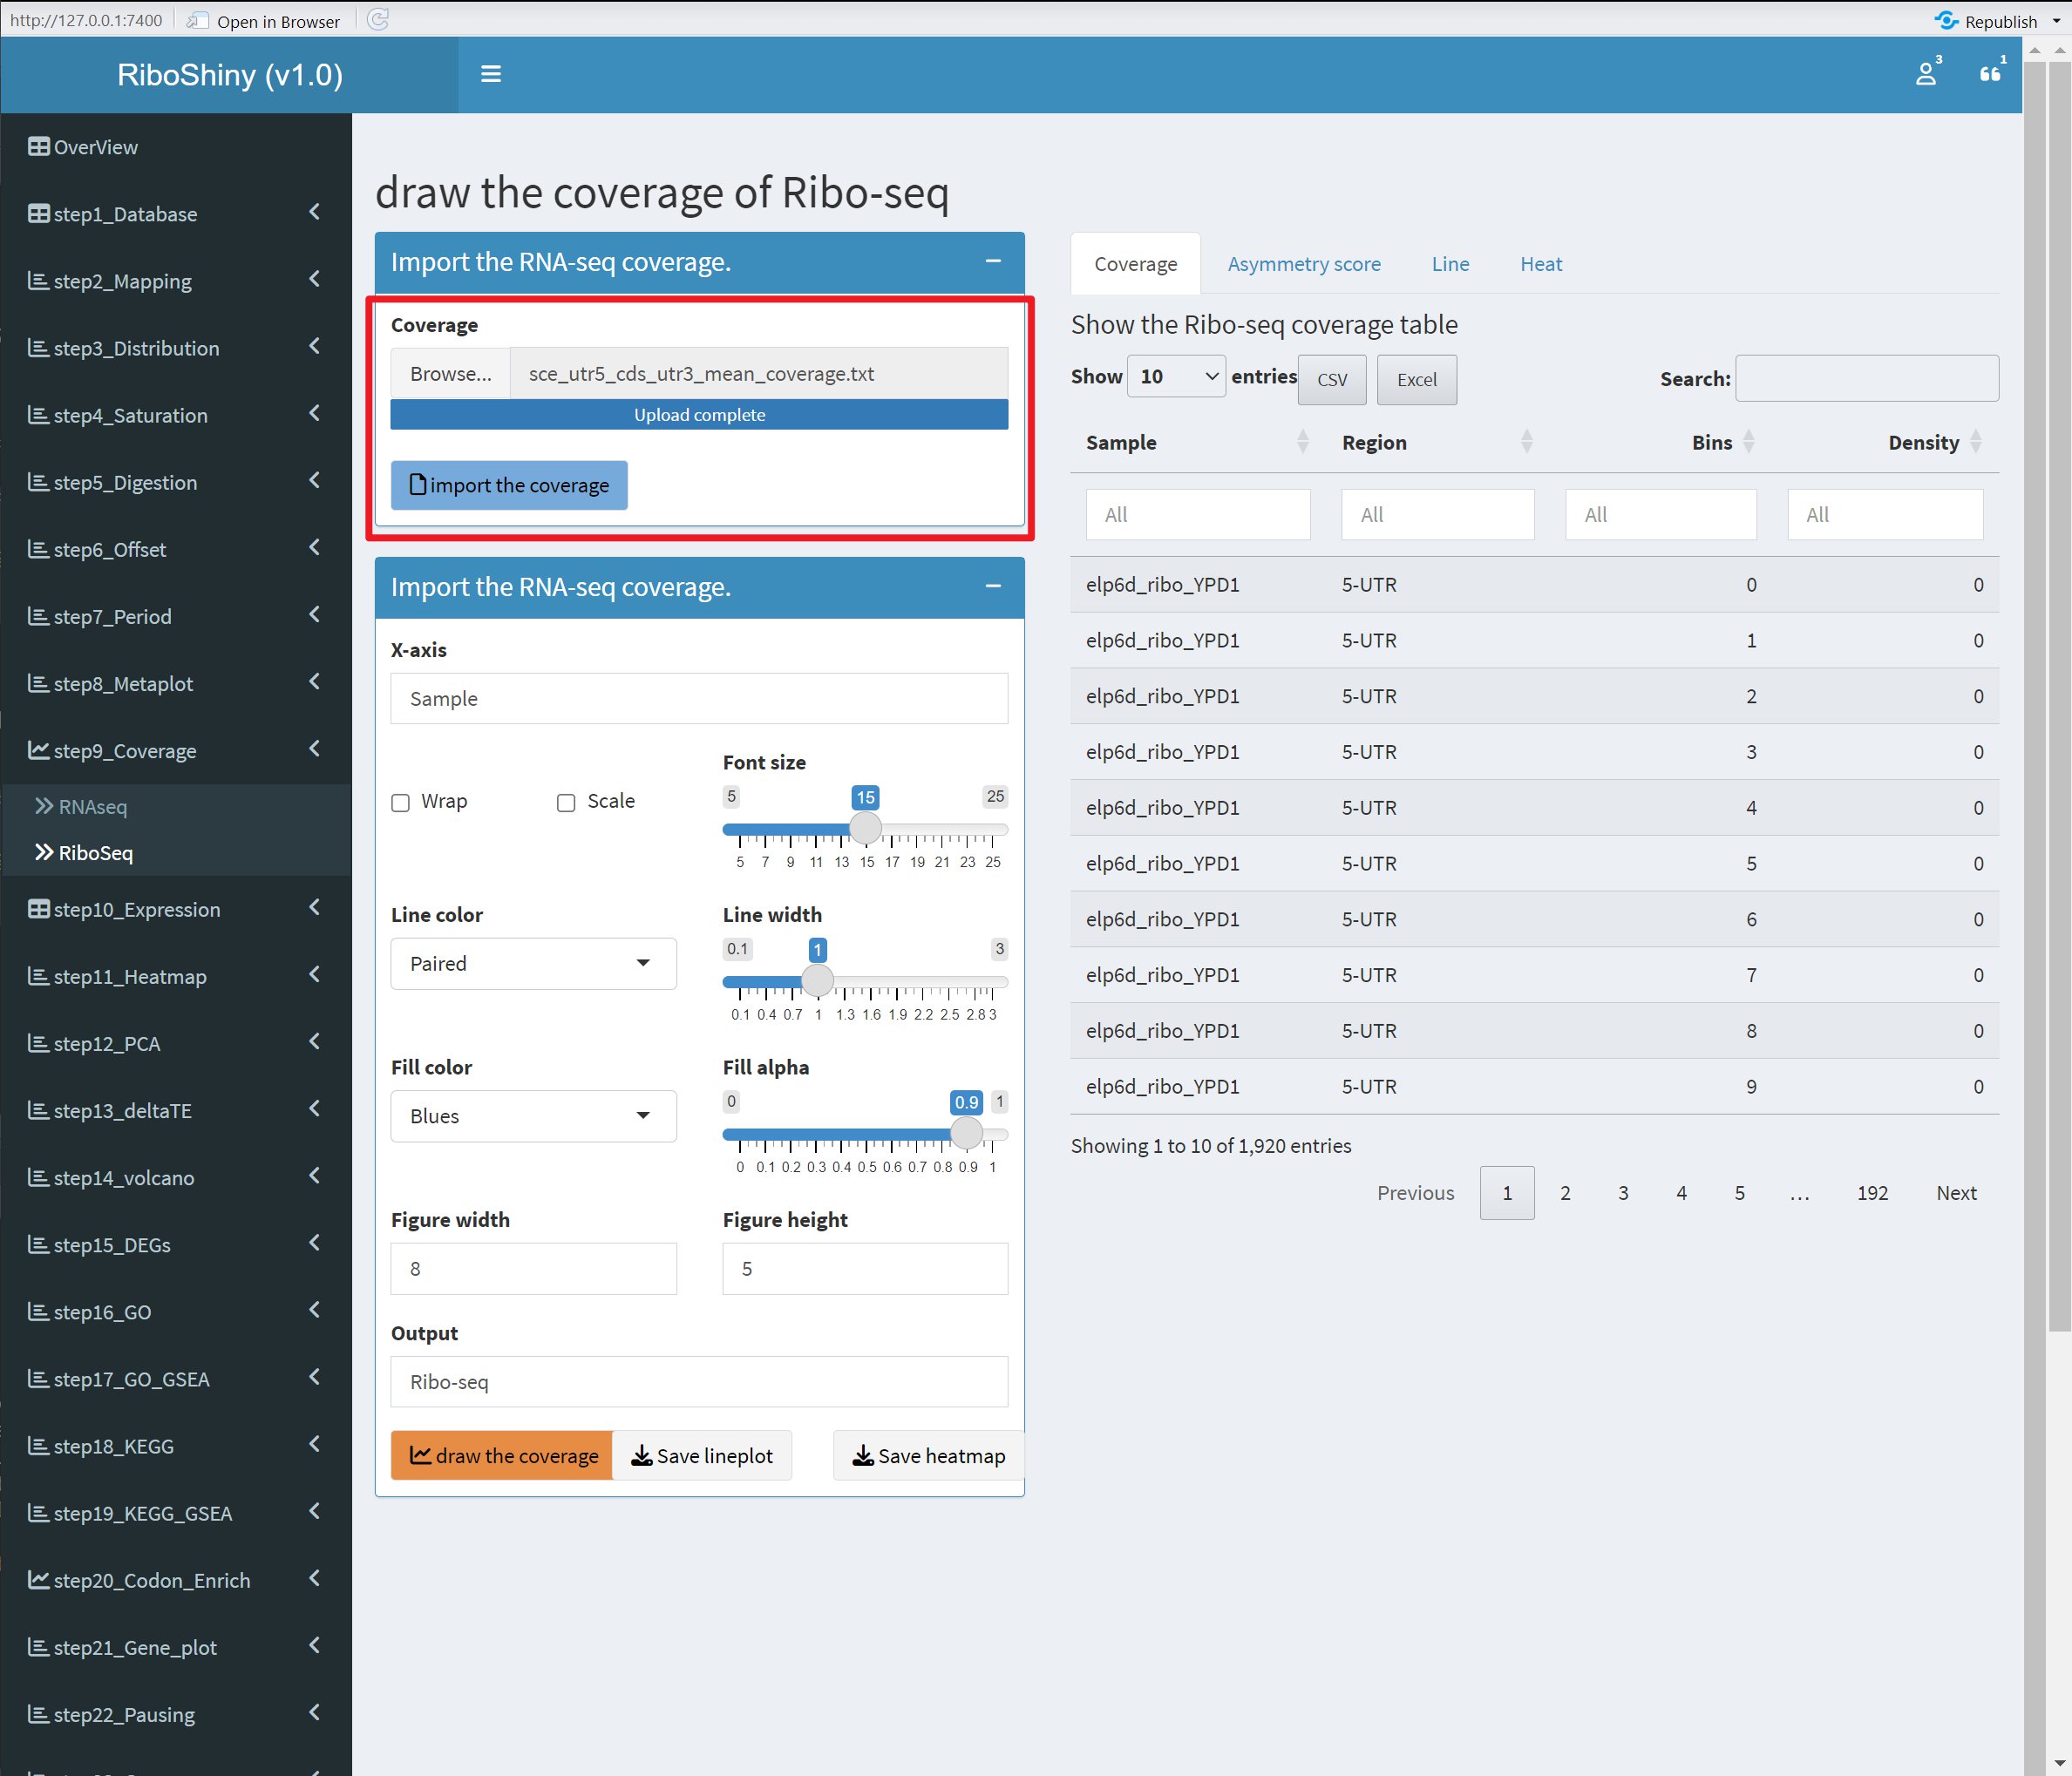 http://127.0.0.1:7400 Open in Browser Republish
RiboShiny (v1.0) 3 1
OverView
step1_Database
step2_Mapping
step3_Distribution
step4_Saturation
step5_Digestion
step6_Offset
step7_Period
step8_Metaplot
step9_Coverage
RNAseq
RiboSeq
step10_Expression
step11_Heatmap
step12_PCA
step13_deltaTE
step14_volcano
step15_DEGs
step16_GO
step17_GO_GSEA
step18_KEGG
step19_KEGG_GSEA
step20_Codon_Enrich
step21_Gene_plot
step22_Pausing
draw the coverage of Ribo-seq
Import the RNA-seq coverage.
Coverage
Browse... sce_utr5_cds_utr3_mean_coverage.txt
Upload complete
import the coverage
Import the RNA-seq coverage.
X-axis
Sample
Wrap Scale
Font size
5 15 25
5 7 9 11 13 15 17 19 21 23 25
Line color
Paired
Line width
0.1 1 3
0.1 0.4 0.7 1 1.3 1.6 1.9 2.2 2.5 2.8 3
Fill color
Blues
Fill alpha
0 0.9 1
0 0.1 0.2 0.3 0.4 0.5 0.6 0.7 0.8 0.9 1
Figure width
8
Figure height
5
Output
Ribo-seq
draw the coverage Save lineplot Save heatmap
Coverage Asymmetry score Line Heat
Show the Ribo-seq coverage table
Show 10 entries CSV Excel Search:
Sample Region Bins Density
All All All All
elp6d_ribo_YPD1 5-UTR 0 0
elp6d_ribo_YPD1 5-UTR 1 0
elp6d_ribo_YPD1 5-UTR 2 0
elp6d_ribo_YPD1 5-UTR 3 0
elp6d_ribo_YPD1 5-UTR 4 0
elp6d_ribo_YPD1 5-UTR 5 0
elp6d_ribo_YPD1 5-UTR 6 0
elp6d_ribo_YPD1 5-UTR 7 0
elp6d_ribo_YPD1 5-UTR 8 0
elp6d_ribo_YPD1 5-UTR 9 0
Showing 1 to 10 of 1,920 entries
Previous 1 2 3 4 5 … 192 Next